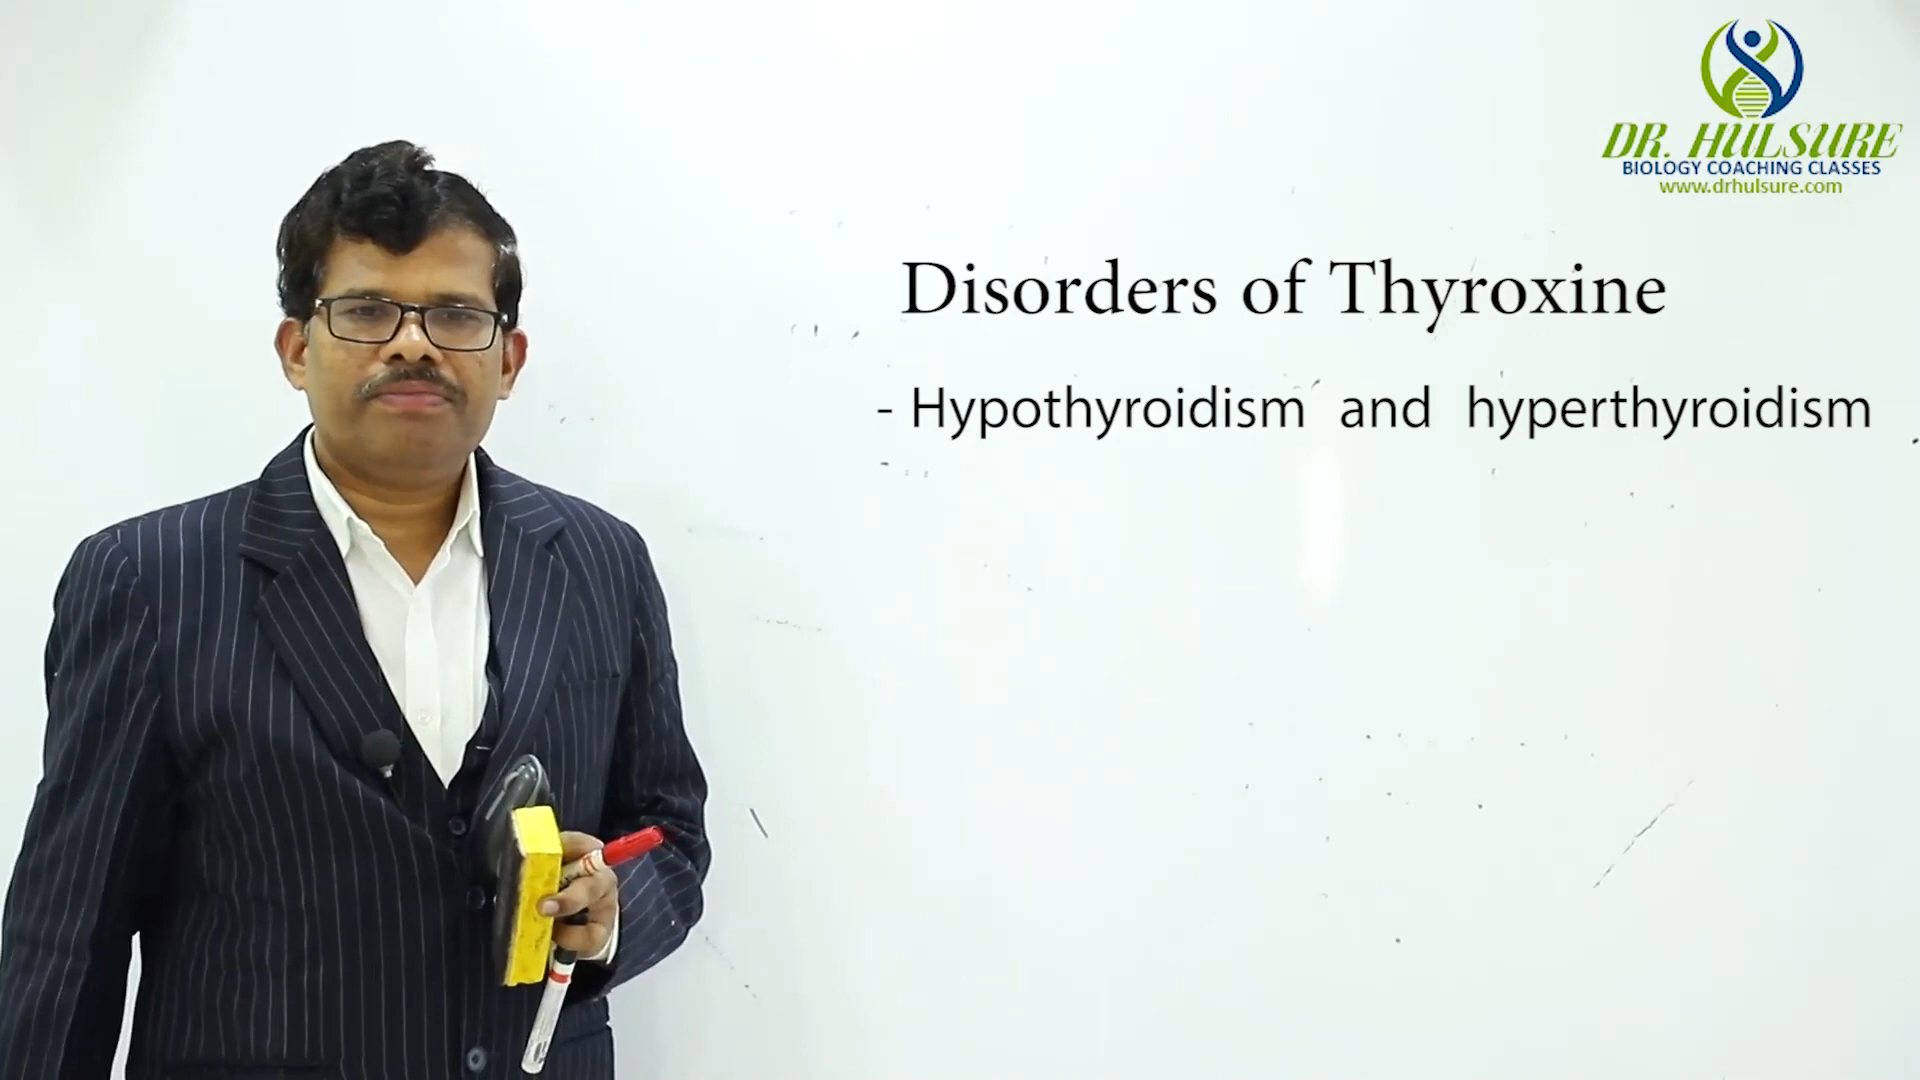 DR. HULSURE
BIOLOGY COACHING CLASSES
www.drhulsure.com
Disorders of Thyroxine
- Hypothyroidism and hyperthyroidism